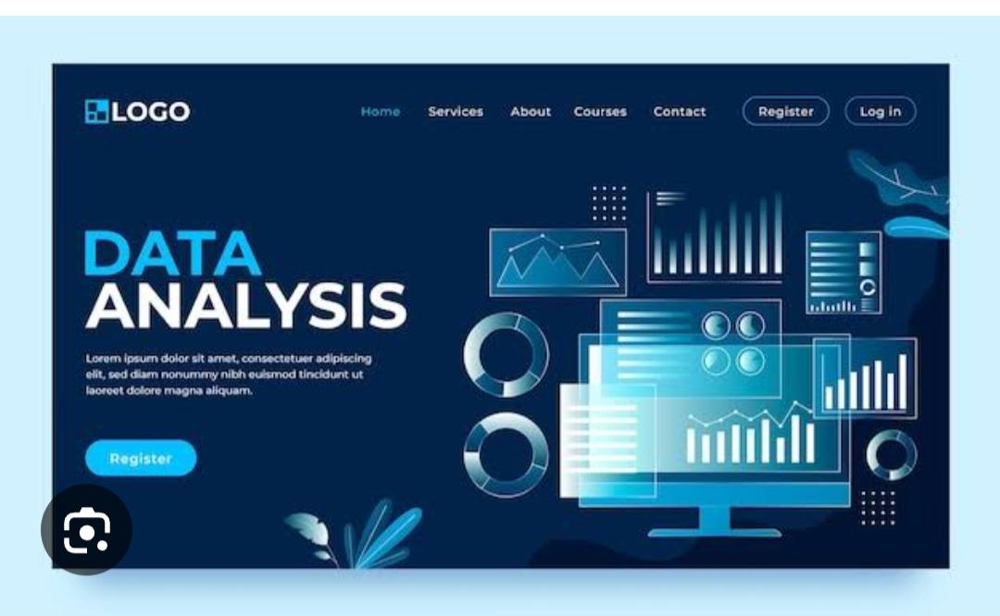 LOGO
Home Services About Courses Contact Register Log in
DATA
ANALYSIS
Lorem ipsum dolor sit amet, consectetuer adipiscing
elit, sed diam nonummy nibh euismod tincidunt ut
laoreet dolore magna aliquam.
Register